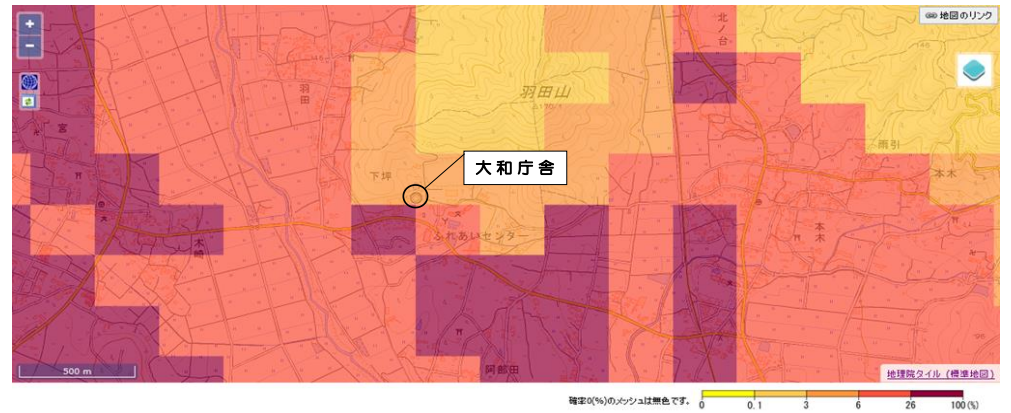 +
−
地図のリンク
北ノ台
羽田
羽田山
宮
雨引
下坪
大和庁舎
本木
木崎
ふれあいセンター
本木
阿部田
500 m
地理院タイル (標準地図)
確率0(%)のメッシュは無色です。
0 0.1 3 6 26 100 (%)